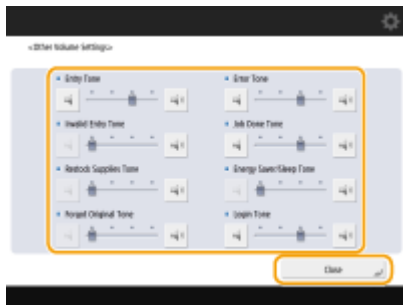 <Other Volume Settings>
Entry Tone
Error Tone
Invalid Entry Tone
Job Done Tone
Restock Supplies Tone
Energy Saver/Sleep Tone
Forgot Original Tone
Login Tone
Close